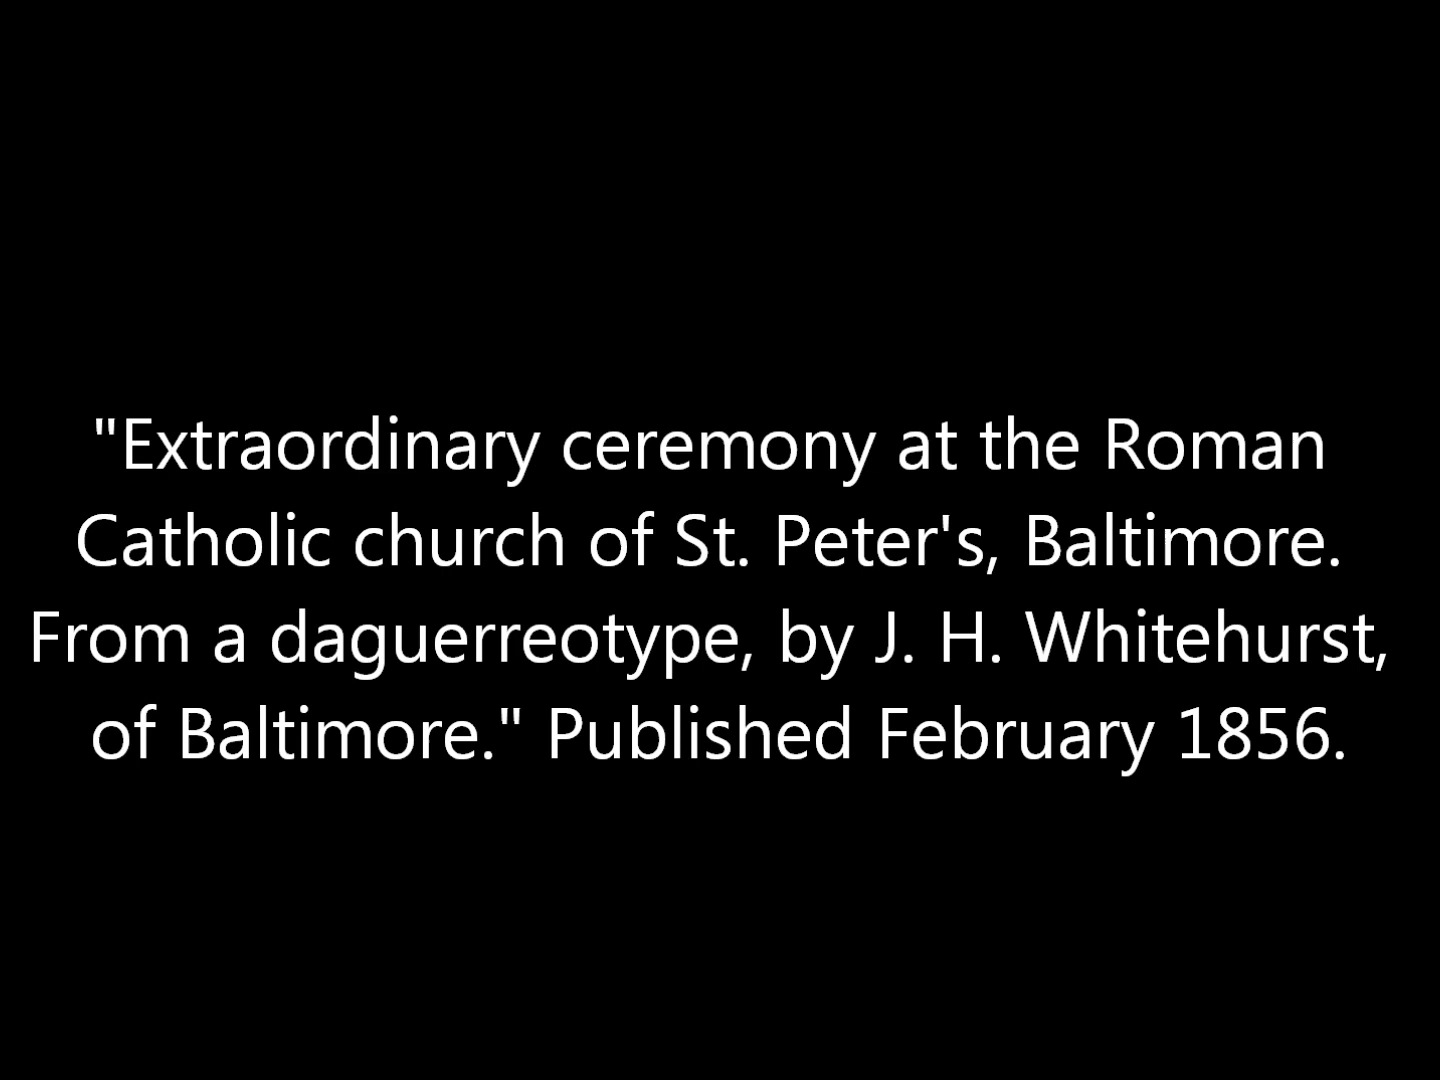 "Extraordinary ceremony at the Roman
Catholic church of St. Peter's, Baltimore.
From a daguerreotype, by J. H. Whitehurst,
of Baltimore." Published February 1856.